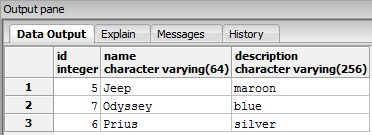 Output pane
Data Output Explain Messages History
id name description
integer character varying(64) character varying(256)
1 5 Jeep maroon
2 7 Odyssey blue
3 6 Prius silver